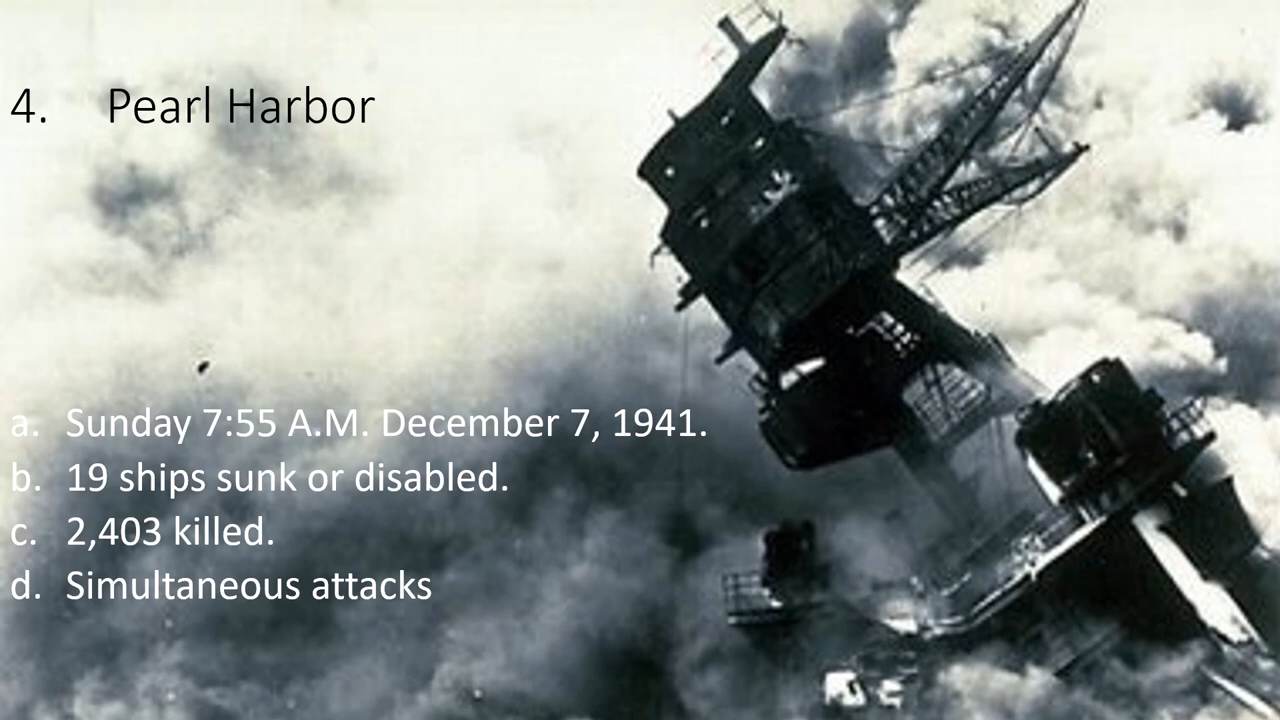 4. Pearl Harbor
a. Sunday 7:55 A.M. December 7, 1941.
b. 19 ships sunk or disabled.
c. 2,403 killed.
d. Simultaneous attacks